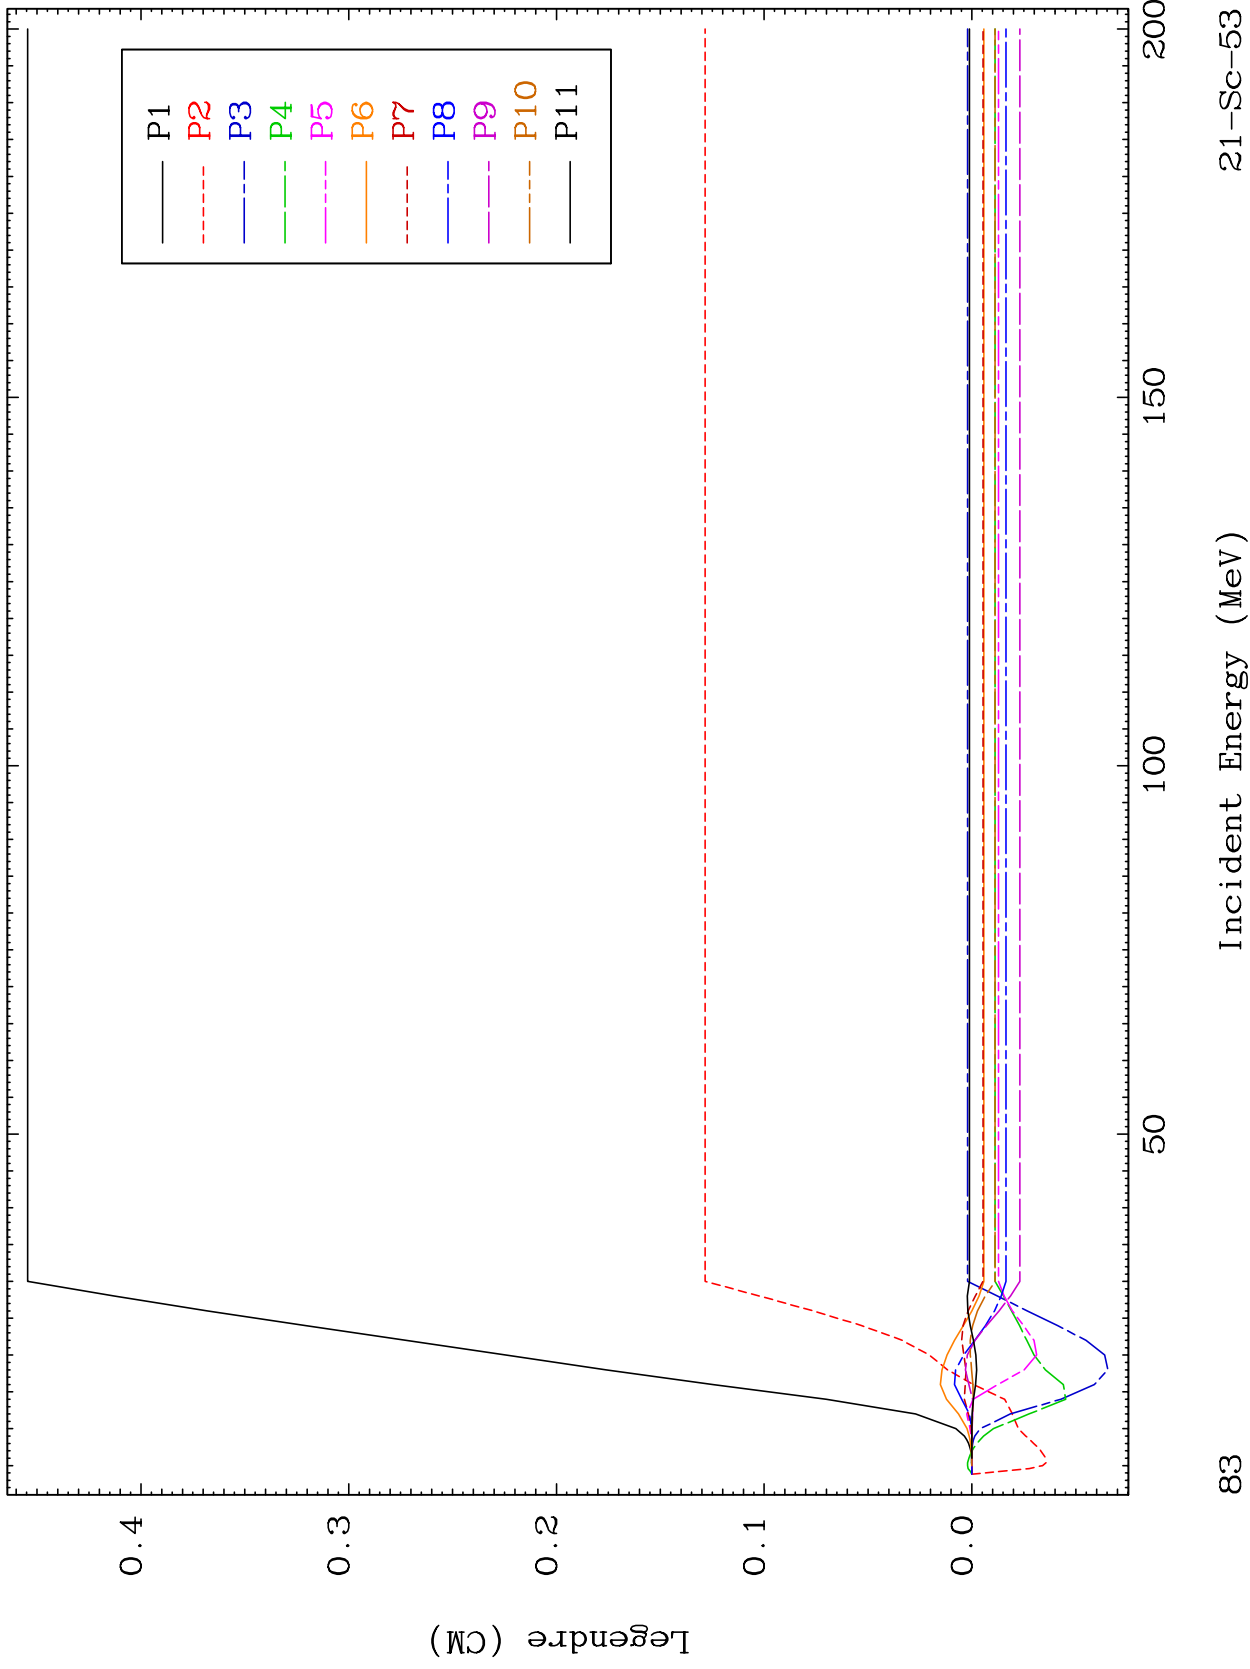 Legendre (CM)
0.4
0.3
0.2
0.1
0.0
P1
P2
P3
P4
P5
P6
P7
P8
P9
P10
P11
50
100
150
200
Incident Energy (MeV)
83
21-Sc-53